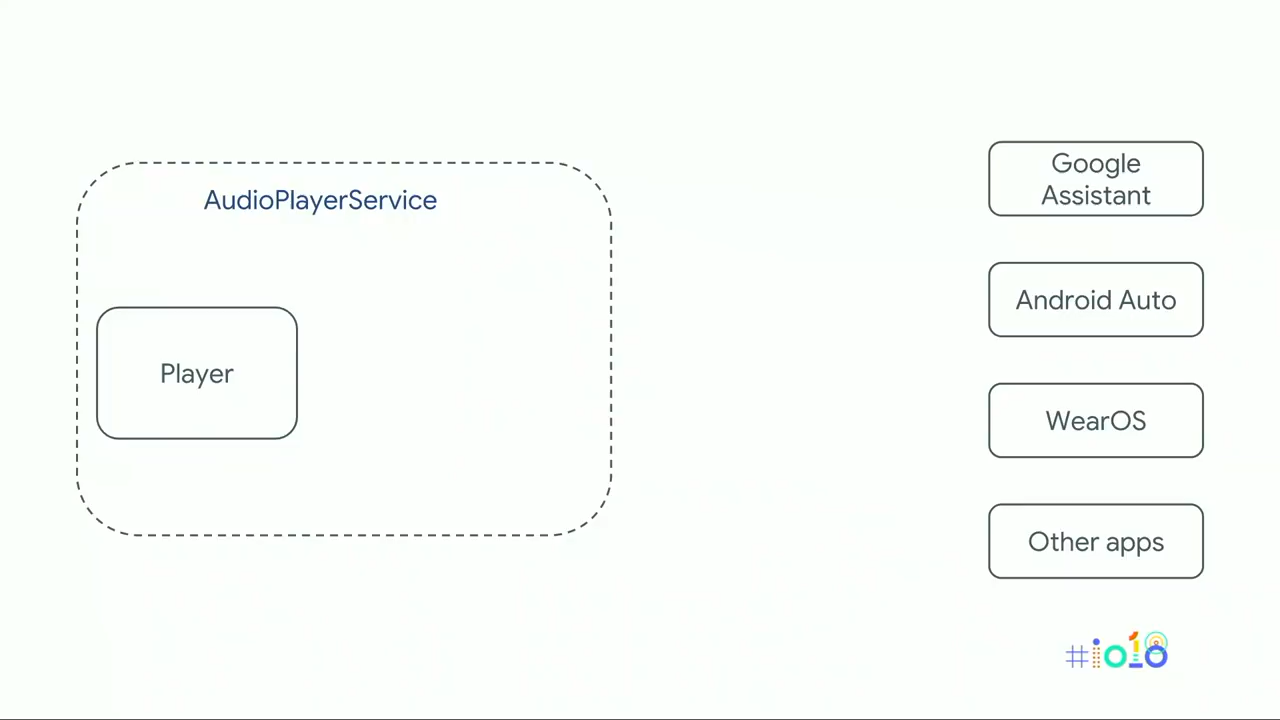 AudioPlayerService
Player
Google
Assistant
Android Auto
WearOS
Other apps
#io18